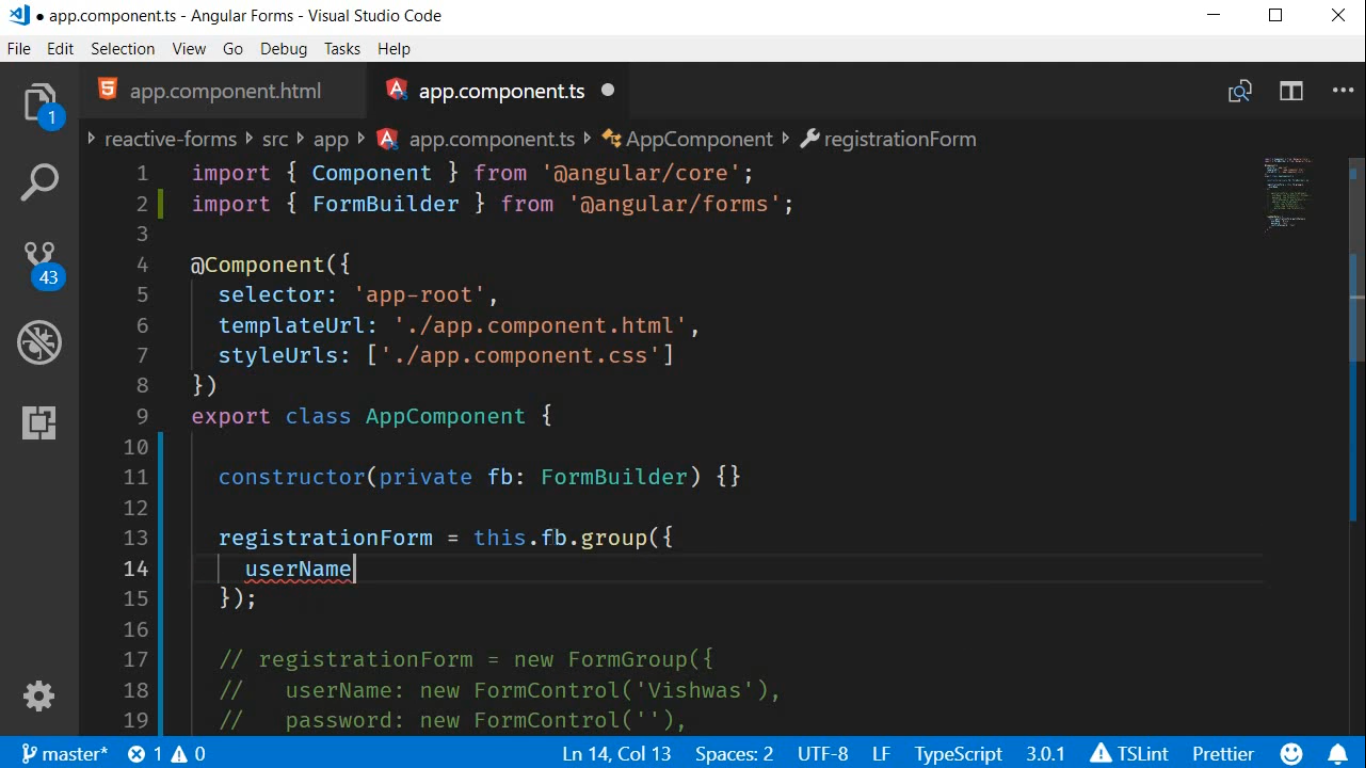 app.component.ts - Angular Forms - Visual Studio Code
File Edit Selection View Go Debug Tasks Help
1
app.component.html app.component.ts
reactive-forms src app app.component.ts AppComponent registrationForm
43
1 import { Component } from '@angular/core';
2 import { FormBuilder } from '@angular/forms';
3
4 @Component({
5 selector: 'app-root',
6 templateUrl: './app.component.html',
7 styleUrls: ['./app.component.css']
8 })
9 export class AppComponent {
10
11 constructor(private fb: FormBuilder) {}
12
13 registrationForm = this.fb.group({
14 userName
15 });
16
17 // registrationForm = new FormGroup({
18 // userName: new FormControl('Vishwas'),
19 // password: new FormControl(''),
master* 1 0 Ln 14, Col 13 Spaces: 2 UTF-8 LF TypeScript 3.0.1 TSLint Prettier